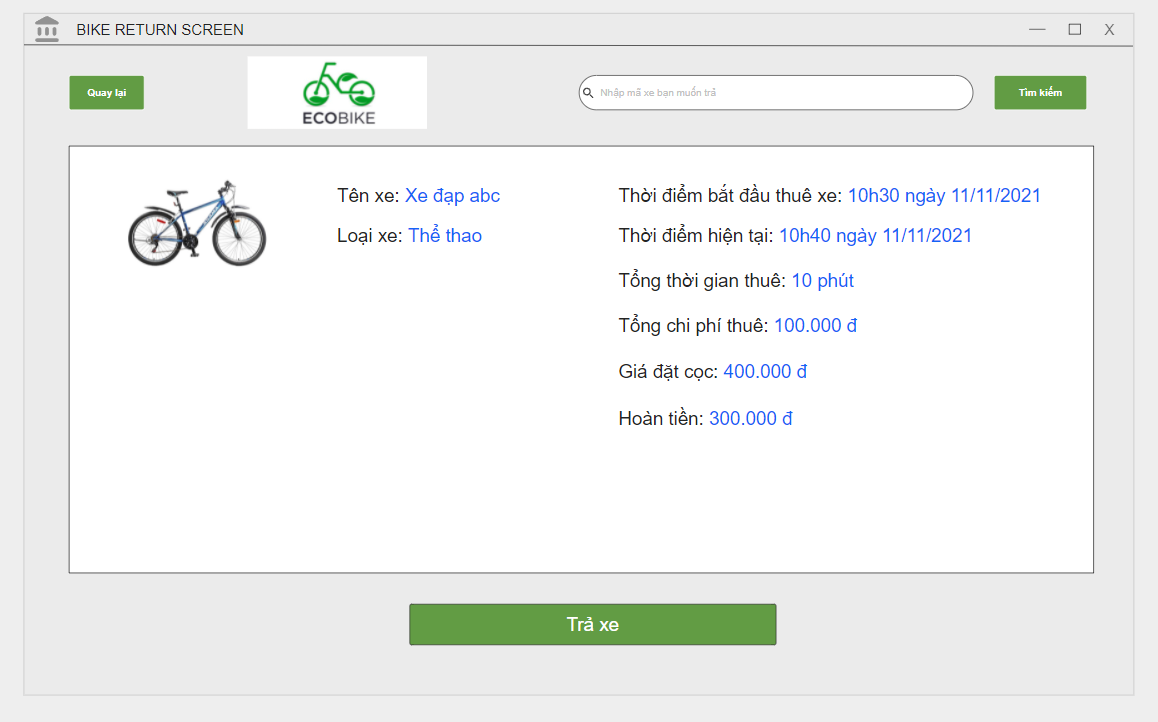 BIKE RETURN SCREEN
X
Quay lại
ECOBIKE
Nhập mã xe bạn muốn trả
Tìm kiếm
Tên xe: Xe đạp abc
Loại xe: Thể thao
Thời điểm bắt đầu thuê xe: 10h30 ngày 11/11/2021
Thời điểm hiện tại: 10h40 ngày 11/11/2021
Tổng thời gian thuê: 10 phút
Tổng chi phí thuê: 100.000 đ
Giá đặt cọc: 400.000 đ
Hoàn tiền: 300.000 đ
Trả xe